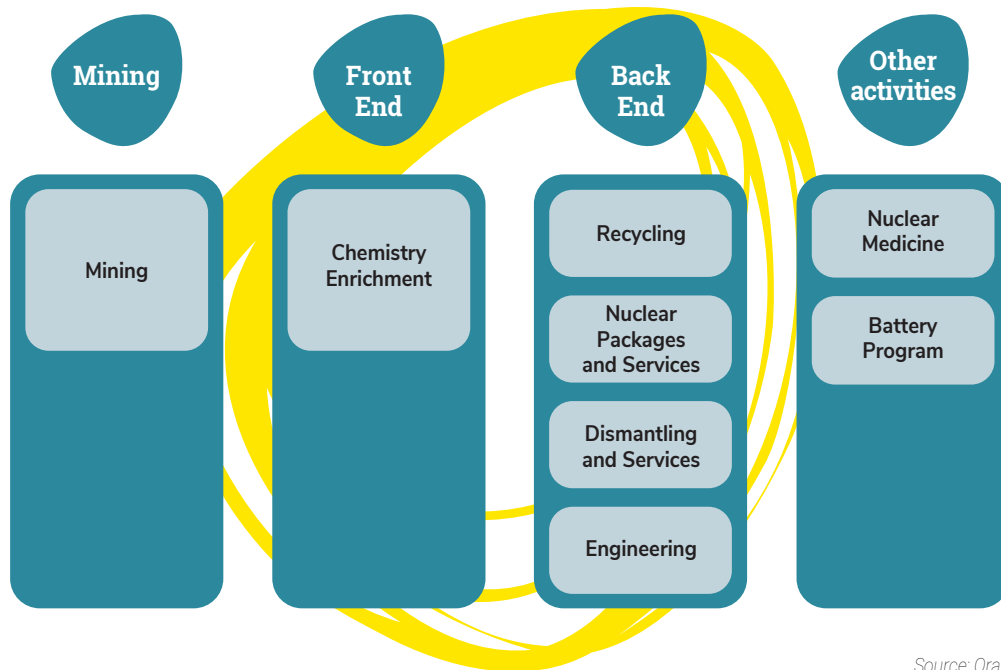 Mining
Front
End
Back
End
Other
activities
Mining
Chemistry
Enrichment
Recycling
Nuclear
Packages
and Services
Dismantling
and Services
Engineering
Nuclear
Medicine
Battery
Program
Source: